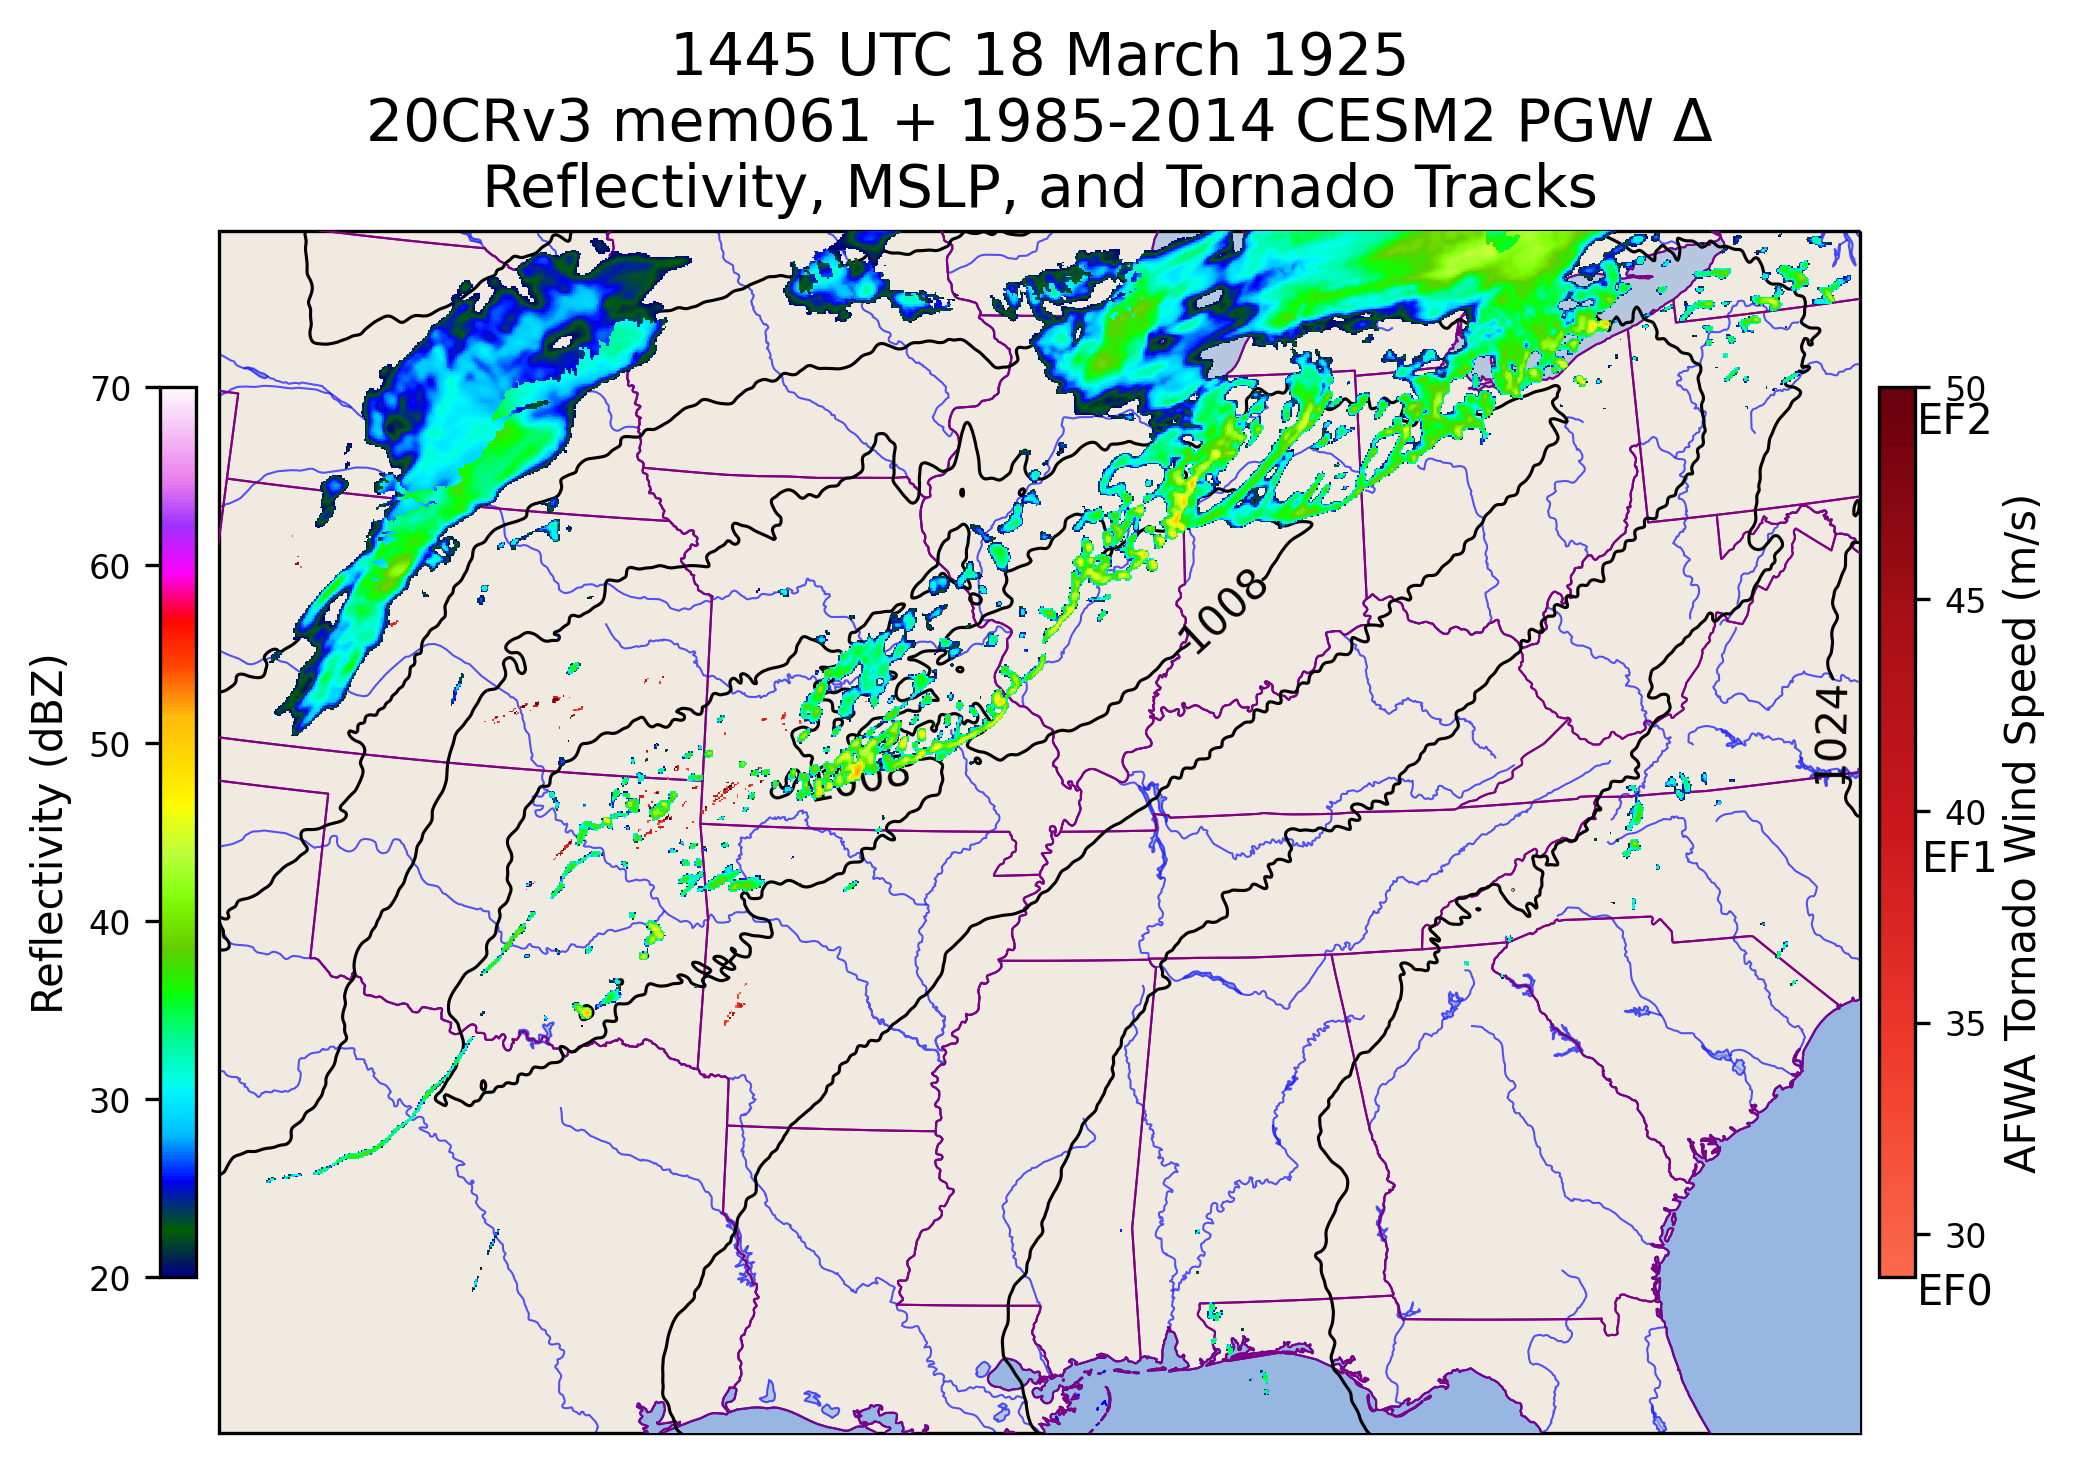 1445 UTC 18 March 1925
20CRv3 mem061 + 1985-2014 CESM2 PGW Δ
Reflectivity, MSLP, and Tornado Tracks
70
60
50
40
30
20
Reflectivity (dBZ)
1008
1008
1024
50
EF2
45
40
EF1
35
30
EF0
AFWA Tornado Wind Speed (m/s)